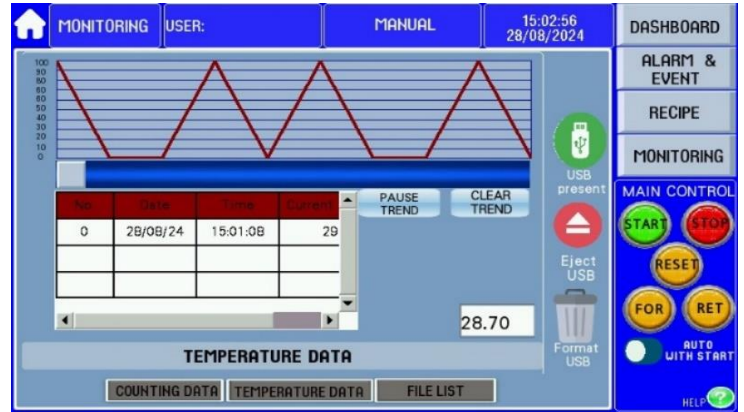 MONITORING
USER:
MANUAL
15:02:56
28/08/2024
DASHBOARD
ALARM &
EVENT
RECIPE
MONITORING
100
90
80
60
50
40
30
20
10
0
USB
present
PAUSE
TREND
CLEAR
TREND
No Date Time Current
0 28/08/24 15:01:08 29
Eject
USB
28.70
Format
USB
TEMPERATURE DATA
COUNTING DATA
TEMPERATURE DATA
FILE LIST
MAIN CONTROL
START
STOP
RESET
FOR
RET
AUTO
WITH START
HELP
?